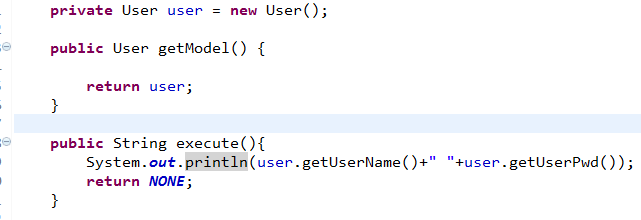 private User user = new User();
public User getModel() {
return user;
}
public String execute(){
System.out.println(user.getUserName()+" "+user.getUserPwd());
return NONE;
}